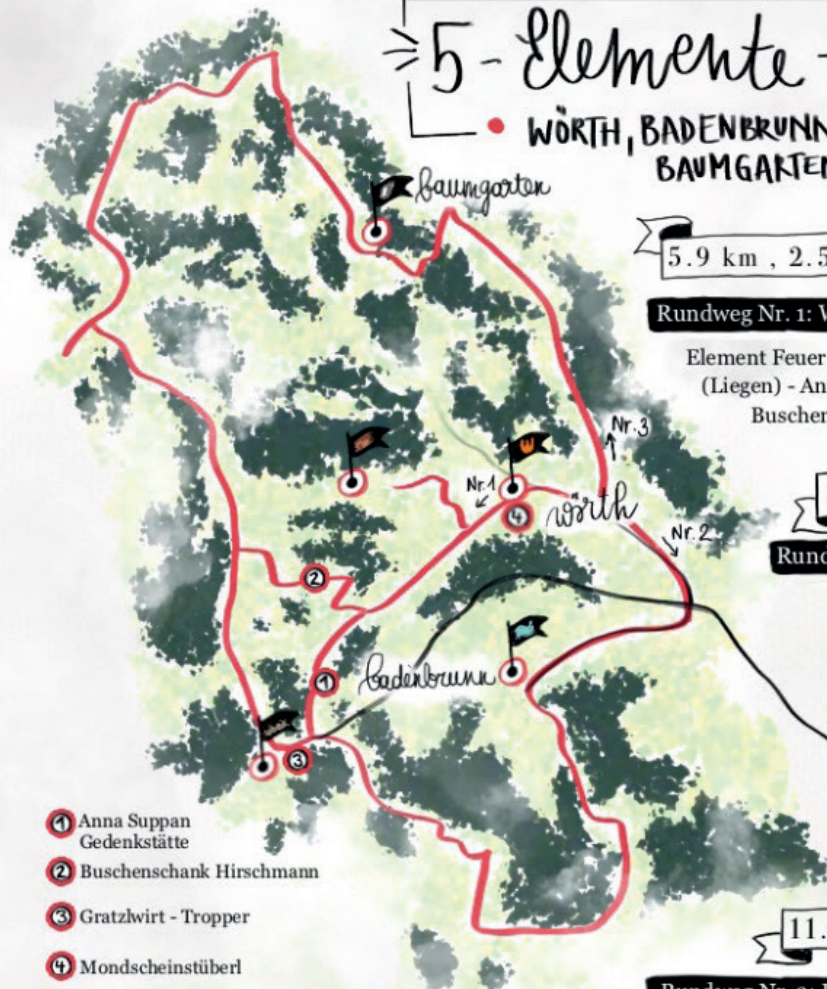 5-Elemente-
WÖRTH, BADENBRUNN
BAUMGARTEN
baumgarten
5.9 km , 2.5
Rundweg Nr. 1: W
Element Feuer
(Liegen) - An
Buschen
Nr.3
Nr.1
4
wörth
Nr.2
Rund
2
badenbrunn
1
3
1 Anna Suppan
Gedenkstätte
2 Buschenschank Hirschmann
3 Gratzlwirt - Tropper
4 Mondscheinstüberl
11.